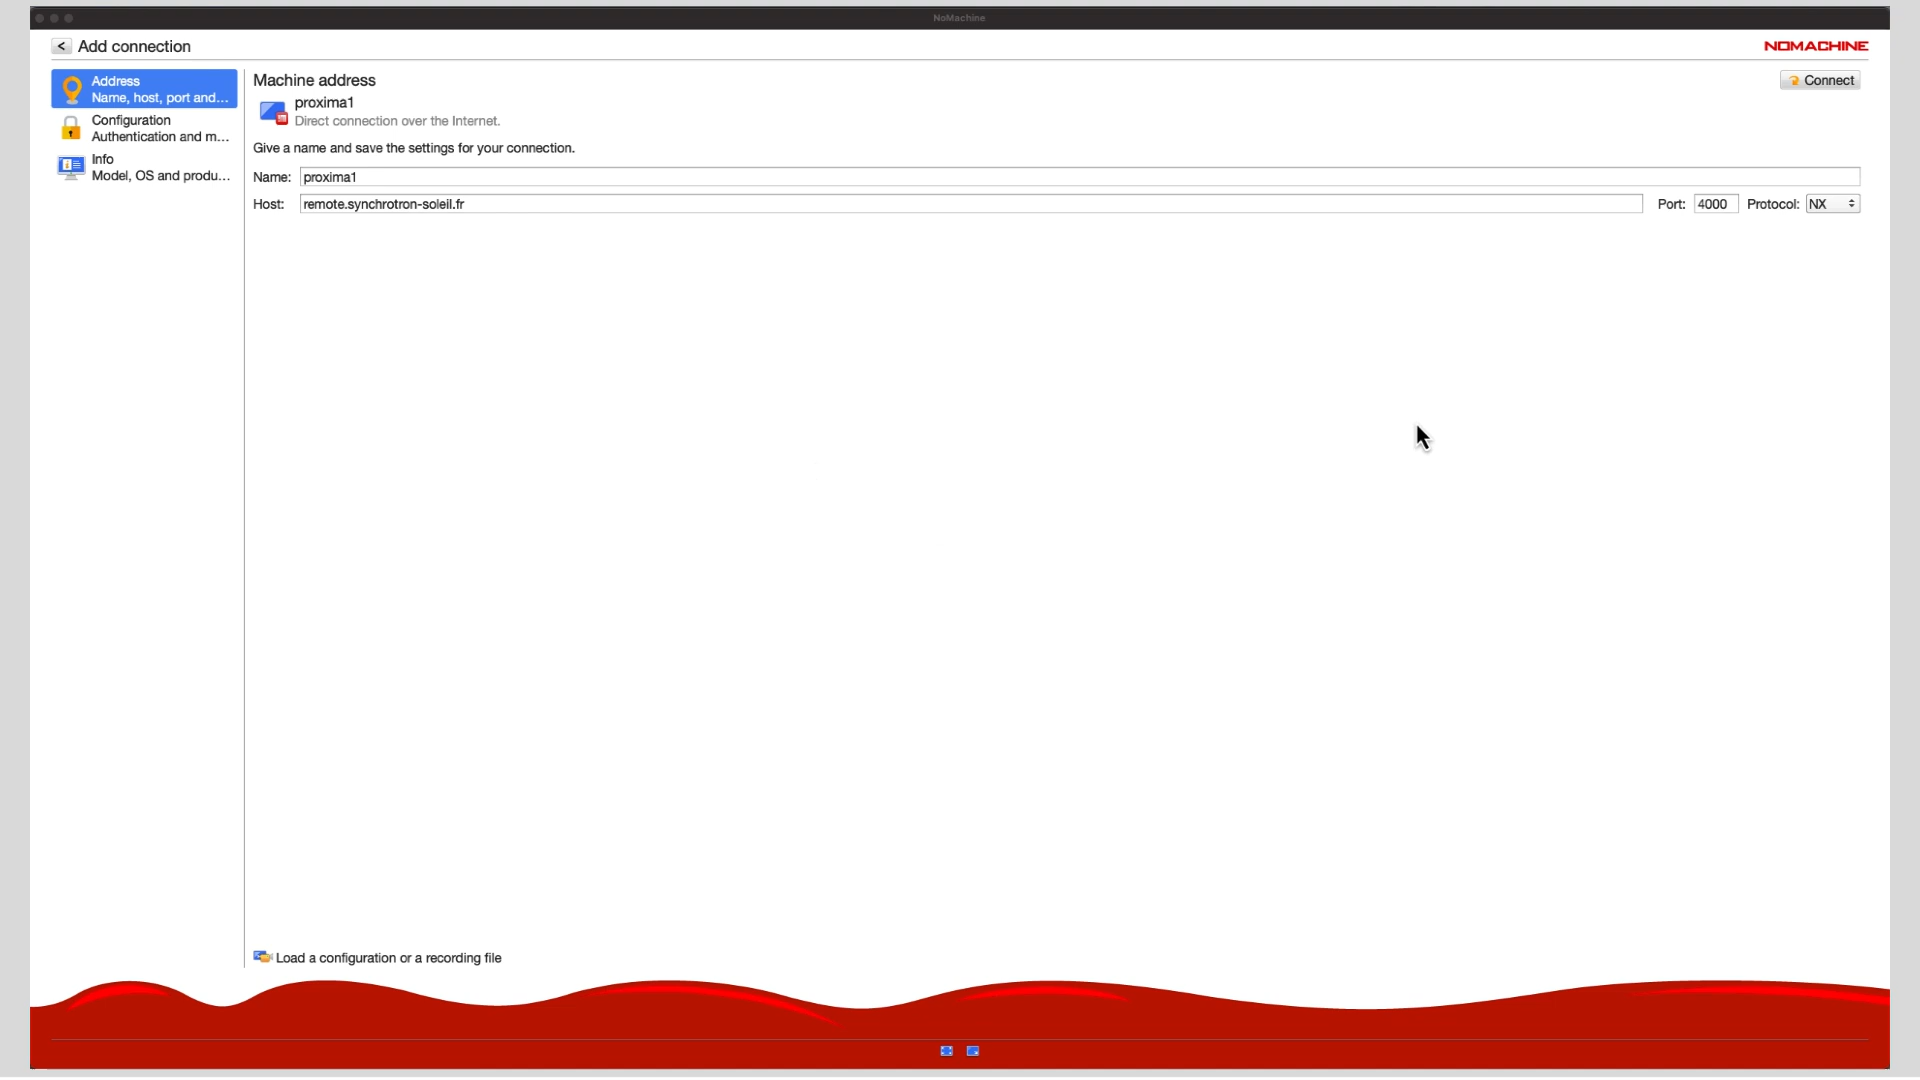 NoMachine
< Add connection
NOMACHINE
Address
Name, host, port and...
Configuration
Authentication and m...
Info
Model, OS and produ...
Machine address
Connect
proxima1
Direct connection over the Internet.
Give a name and save the settings for your connection.
Name: proxima1
Host: remote.synchrotron-soleil.fr Port: 4000 Protocol: NX
Load a configuration or a recording file